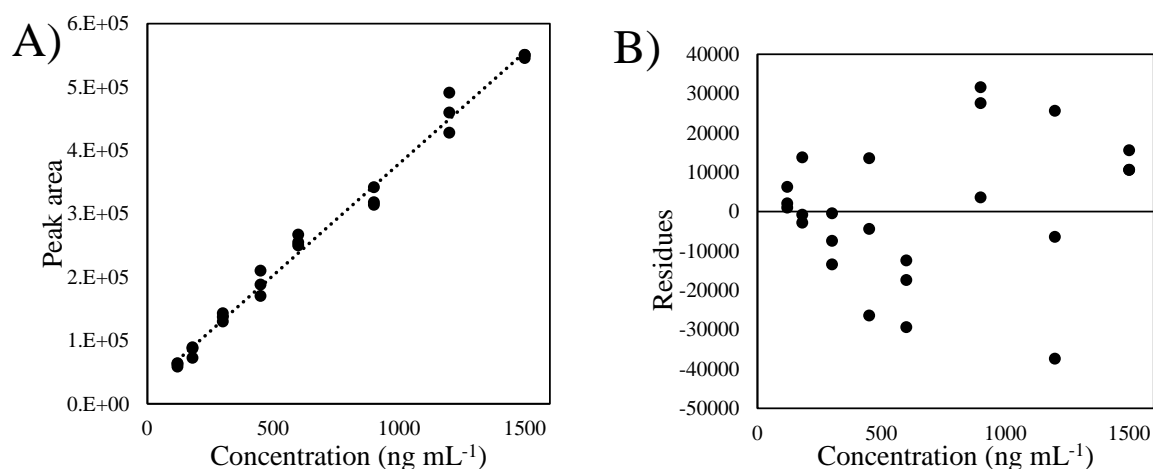 A)
6.E+05
5.E+05
4.E+05
3.E+05
2.E+05
1.E+05
0.E+00
Peak area
0
500
1000
1500
Concentration (ng mL-1)
B)
40000
30000
20000
10000
0
-10000
-20000
-30000
-40000
-50000
Residues
0
500
1000
1500
Concentration (ng mL-1)